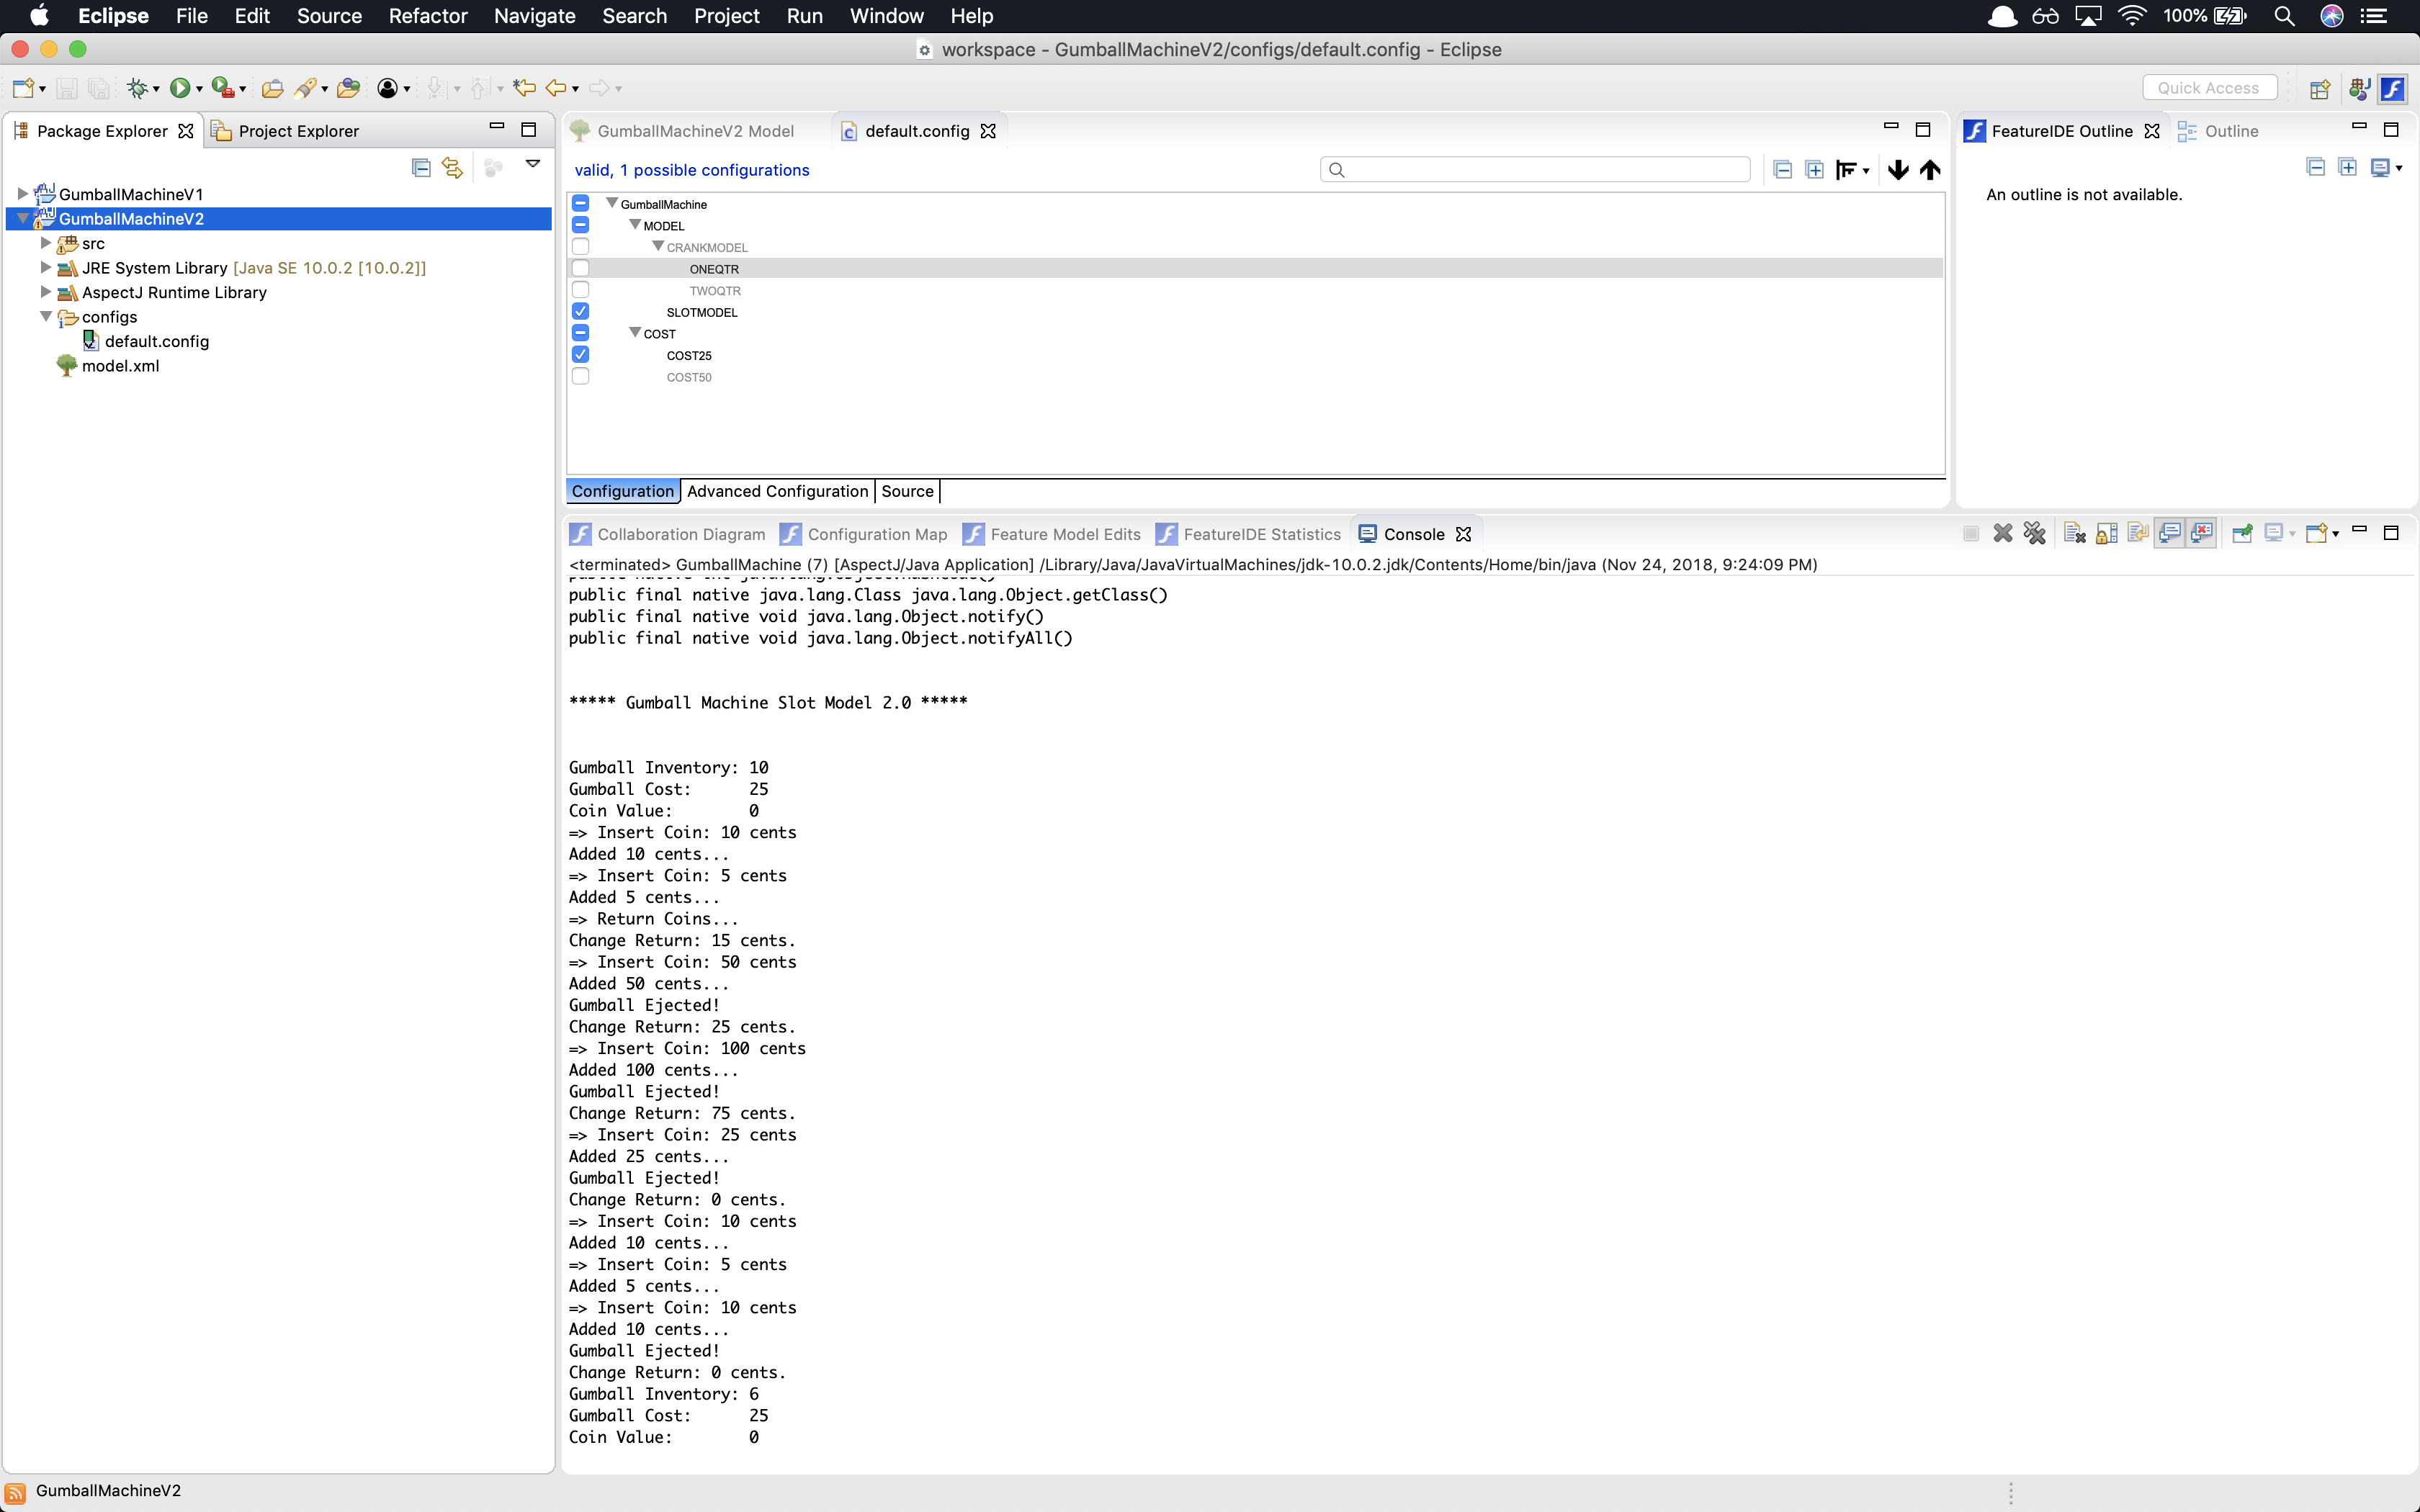 Eclipse File Edit Source Refactor Navigate Search Project Run Window Help 100%
workspace - GumballMachineV2/configs/default.config - Eclipse
Quick Access
Package Explorer Project Explorer
GumballMachineV1
GumballMachineV2
src
JRE System Library [Java SE 10.0.2 [10.0.2]]
AspectJ Runtime Library
configs
default.config
model.xml
GumballMachineV2 Model default.config
valid, 1 possible configurations
GumballMachine
MODEL
CRANKMODEL
ONEQTR
TWOQTR
SLOTMODEL
COST
COST25
COST50
Configuration Advanced Configuration Source
FeatureIDE Outline Outline
An outline is not available.
Collaboration Diagram Configuration Map Feature Model Edits FeatureIDE Statistics Console
<terminated> GumballMachine (7) [AspectJ/Java Application] /Library/Java/JavaVirtualMachines/jdk-10.0.2.jdk/Contents/Home/bin/java (Nov 24, 2018, 9:24:09 PM)
public final native java.lang.Class java.lang.Object.getClass()
public final native void java.lang.Object.notify()
public final native void java.lang.Object.notifyAll()
***** Gumball Machine Slot Model 2.0 *****
Gumball Inventory: 10
Gumball Cost: 25
Coin Value: 0
=> Insert Coin: 10 cents
Added 10 cents...
=> Insert Coin: 5 cents
Added 5 cents...
=> Return Coins...
Change Return: 15 cents.
=> Insert Coin: 50 cents
Added 50 cents...
Gumball Ejected!
Change Return: 25 cents.
=> Insert Coin: 100 cents
Added 100 cents...
Gumball Ejected!
Change Return: 75 cents.
=> Insert Coin: 25 cents
Added 25 cents...
Gumball Ejected!
Change Return: 0 cents.
=> Insert Coin: 10 cents
Added 10 cents...
=> Insert Coin: 5 cents
Added 5 cents...
=> Insert Coin: 10 cents
Added 10 cents...
Gumball Ejected!
Change Return: 0 cents.
Gumball Inventory: 6
Gumball Cost: 25
Coin Value: 0
GumballMachineV2